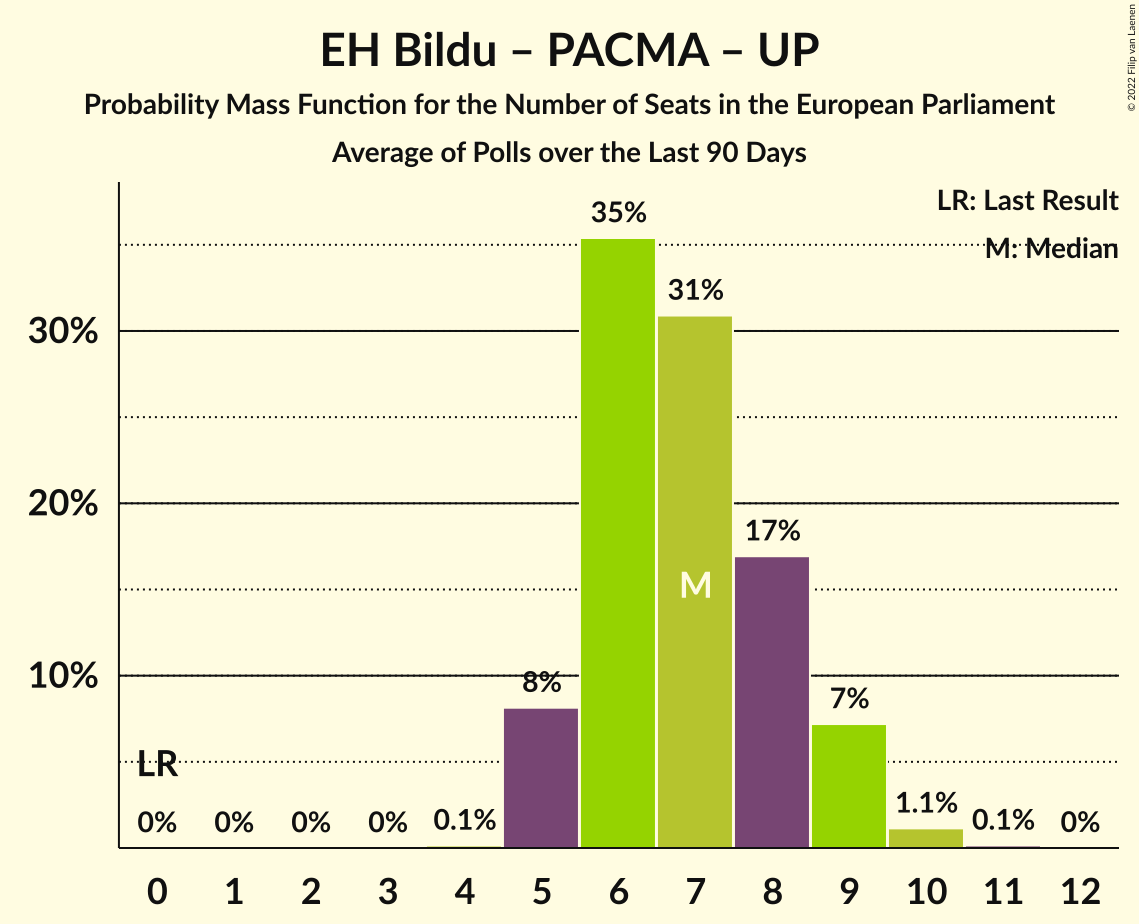 EH Bildu – PACMA – UP
Probability Mass Function for the Number of Seats in the European Parliament
Average of Polls over the Last 90 Days
© 2022 Filip van Laenen
LR: Last Result
M: Median
35%
31%
30%
20%
17%
M
10%
8%
7%
LR
0%
0%
0%
0%
0.1%
1.1%
0.1%
0%
0 1 2 3 4 5 6 7 8 9 10 11 12